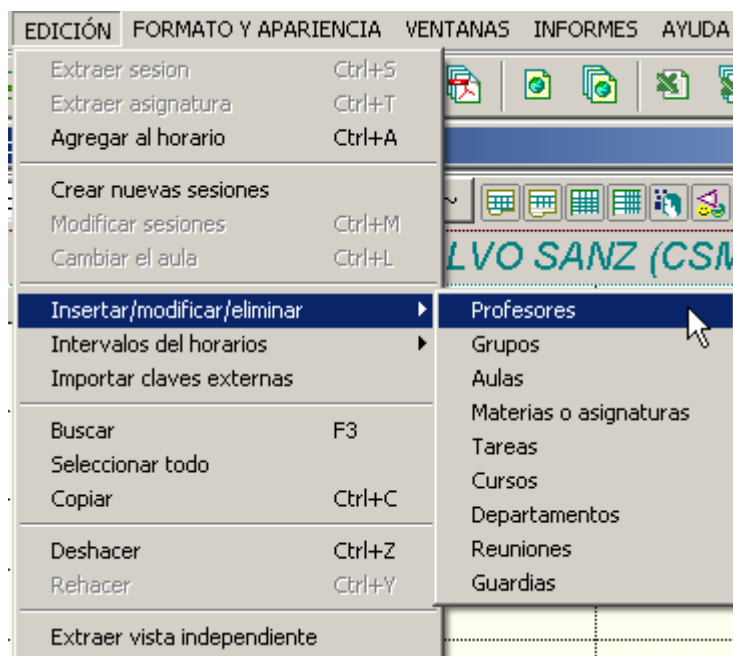 EDICIÓN FORMATO Y APARIENCIA VENTANAS INFORMES AYUDA
Extraer sesion Ctrl+S
Extraer asignatura Ctrl+T
Agregar al horario Ctrl+A
Crear nuevas sesiones
Modificar sesiones Ctrl+M
Cambiar el aula Ctrl+L
LVO SANZ (CSM
Insertar/modificar/eliminar
Profesores
Intervalos del horarios
Grupos
Importar claves externas
Aulas
Materias o asignaturas
Buscar F3
Tareas
Seleccionar todo
Cursos
Copiar Ctrl+C
Departamentos
Deshacer Ctrl+Z
Reuniones
Rehacer Ctrl+Y
Guardias
Extraer vista independiente